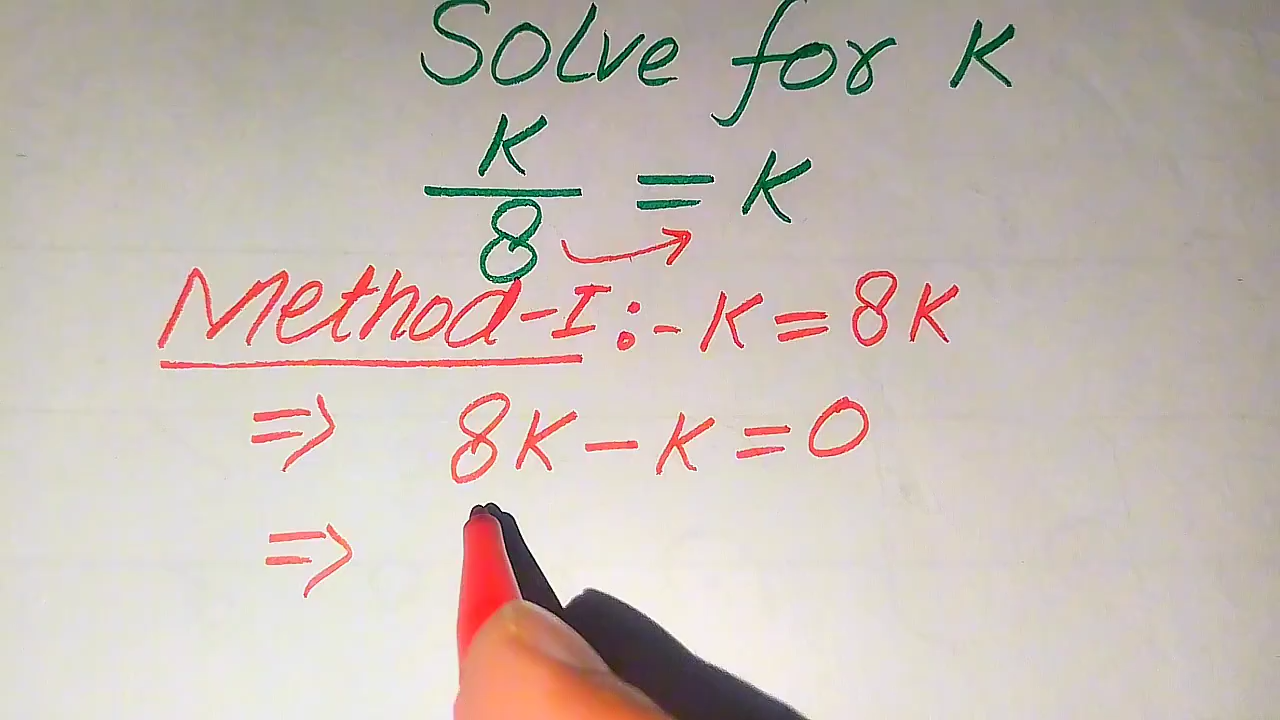 Solve for K
K/8 = K
Method-I:- K = 8K
=> 8K - K = 0
=>